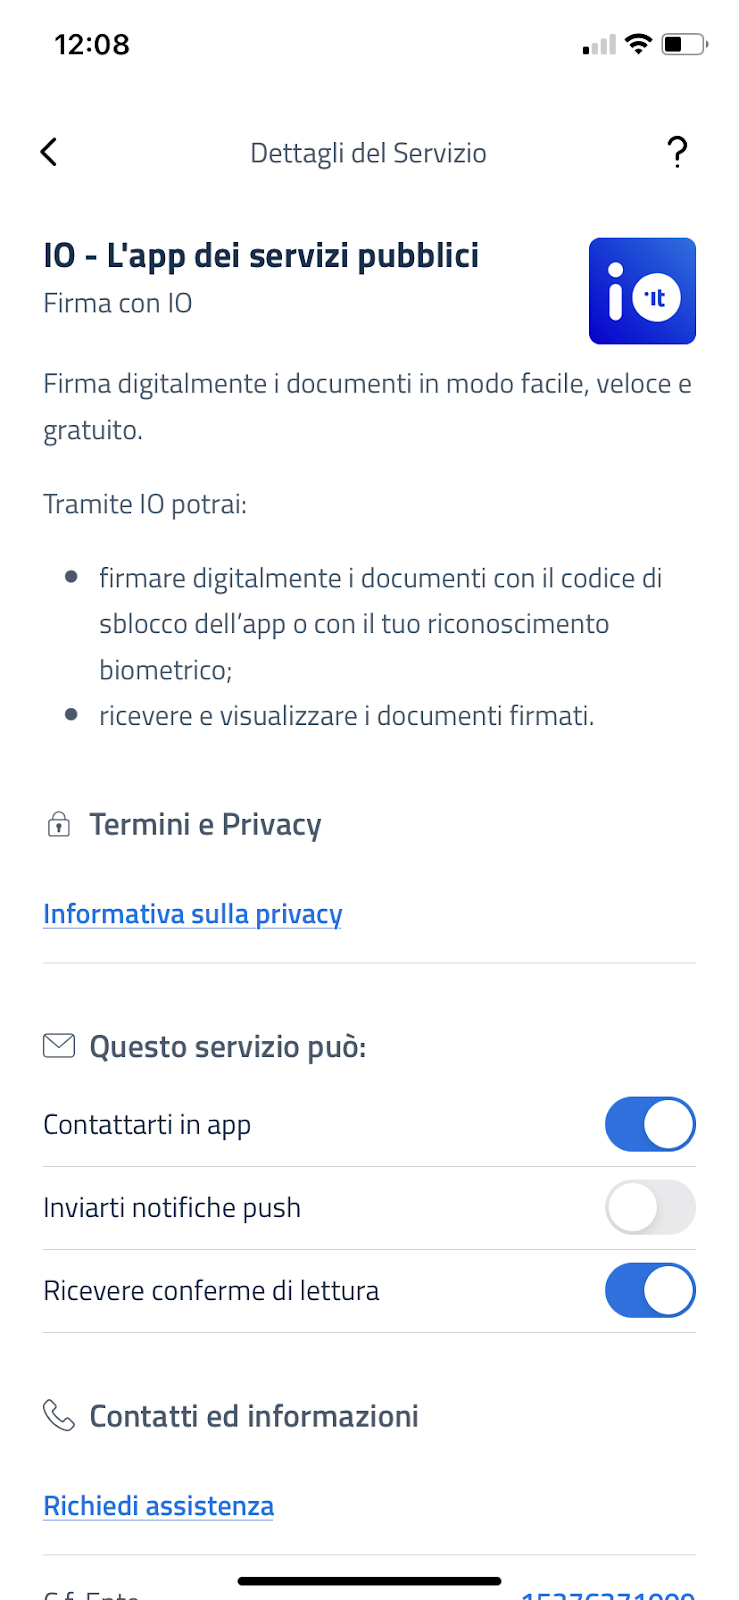 12:08
Dettagli del Servizio
?
IO - L'app dei servizi pubblici
Firma con IO
io ·it
Firma digitalmente i documenti in modo facile, veloce e
gratuito.
Tramite IO potrai:
• firmare digitalmente i documenti con il codice di
sblocco dell’app o con il tuo riconoscimento
biometrico;
• ricevere e visualizzare i documenti firmati.
Termini e Privacy
Informativa sulla privacy
Questo servizio può:
Contattarti in app
Inviarti notifiche push
Ricevere conferme di lettura
Contatti ed informazioni
Richiedi assistenza